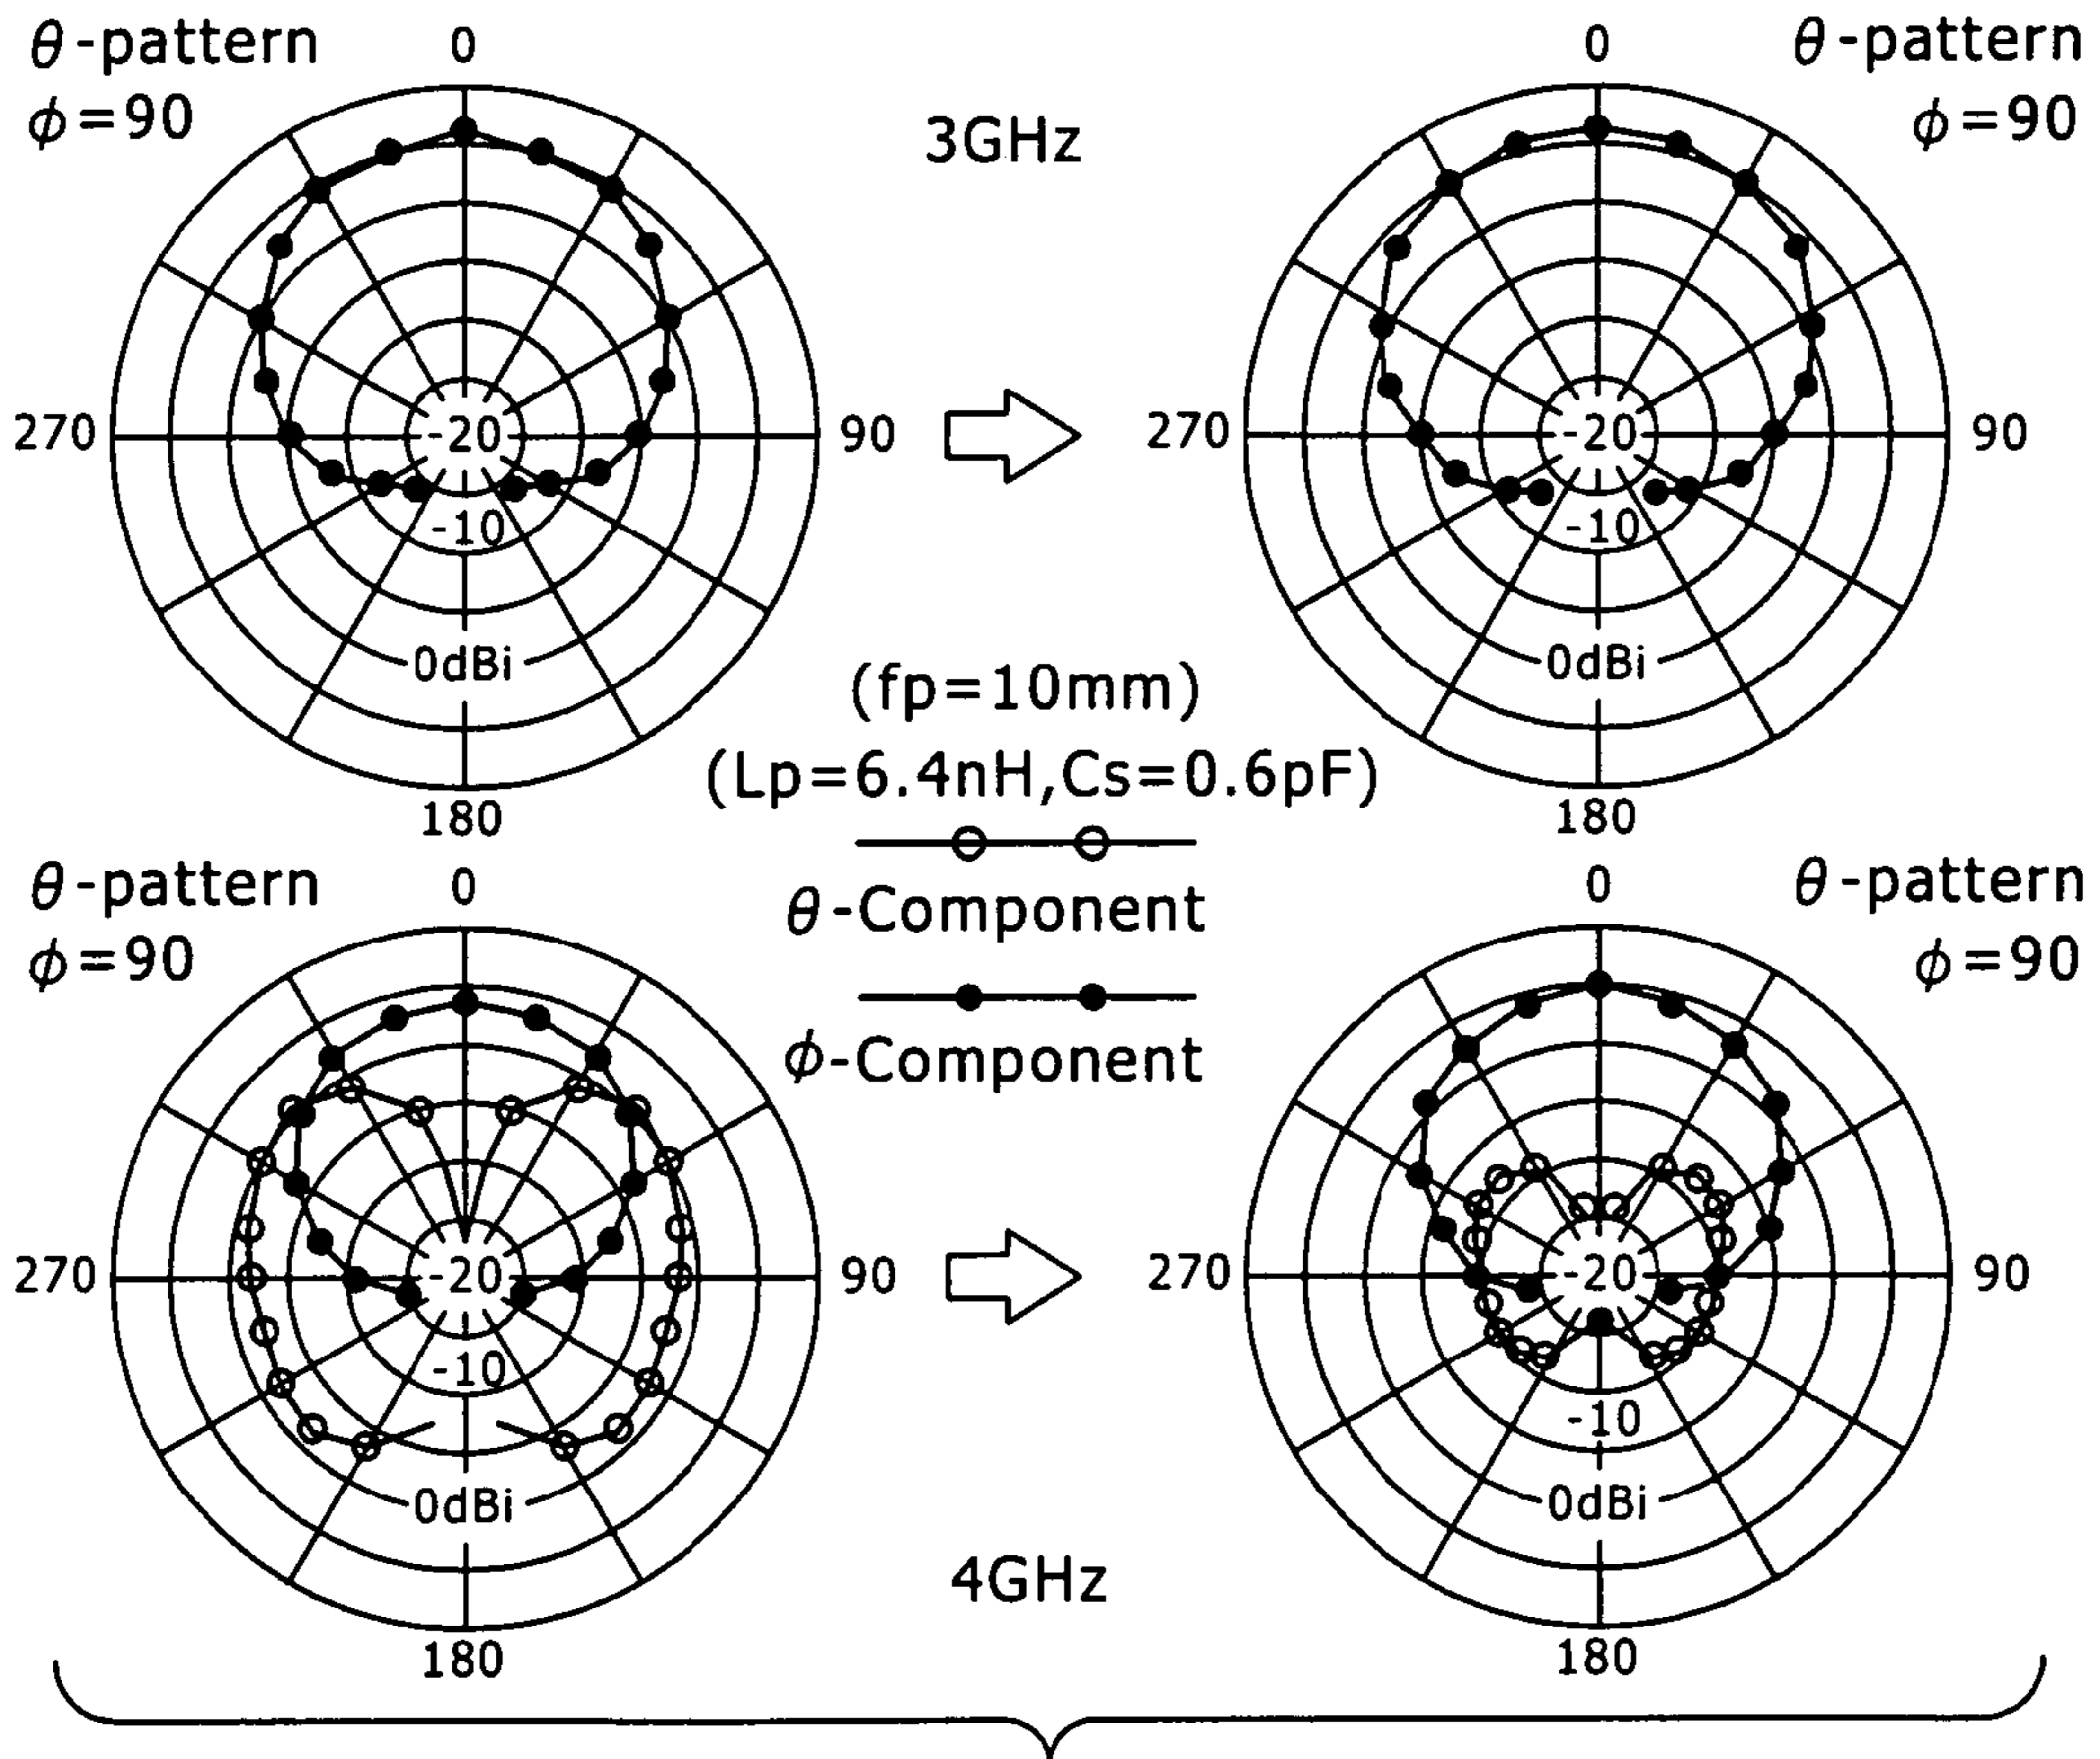 θ-pattern
φ=90
0
270
-20
90
-10
0dBi
180
3GHz
0
θ-pattern
φ=90
270
-20
90
-10
0dBi
180
(fp=10mm)
(Lp=6.4nH,Cs=0.6pF)
θ-Component
φ-Component
θ-pattern
φ=90
0
270
-20
90
-10
0dBi
180
0
θ-pattern
φ=90
270
-20
90
-10
0dBi
180
4GHz